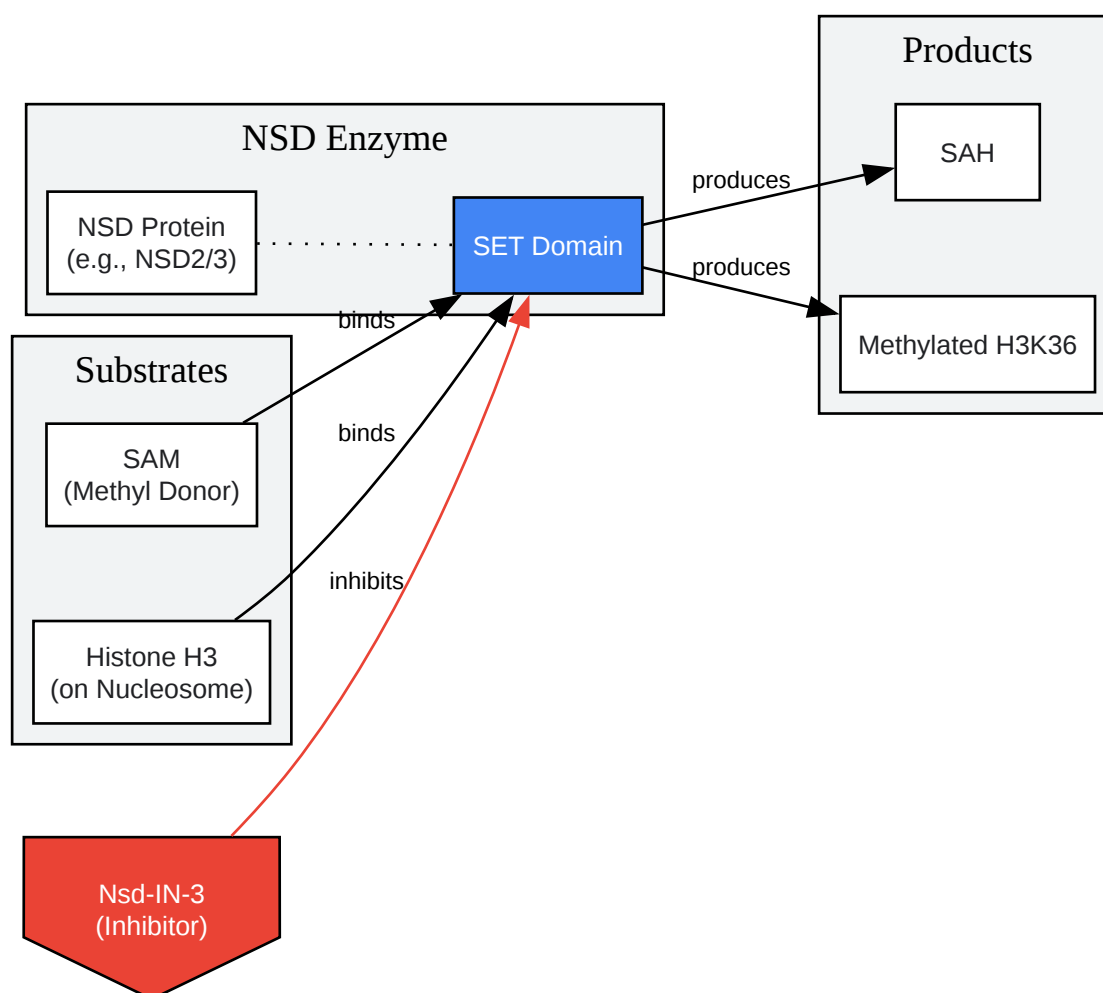 Products
SAH
Methylated H3K36
NSD Enzyme
NSD Protein
(e.g., NSD2/3)
SET Domain
produces
produces
binds
Substrates
SAM
(Methyl Donor)
binds
inhibits
Histone H3
(on Nucleosome)
Nsd-IN-3
(Inhibitor)